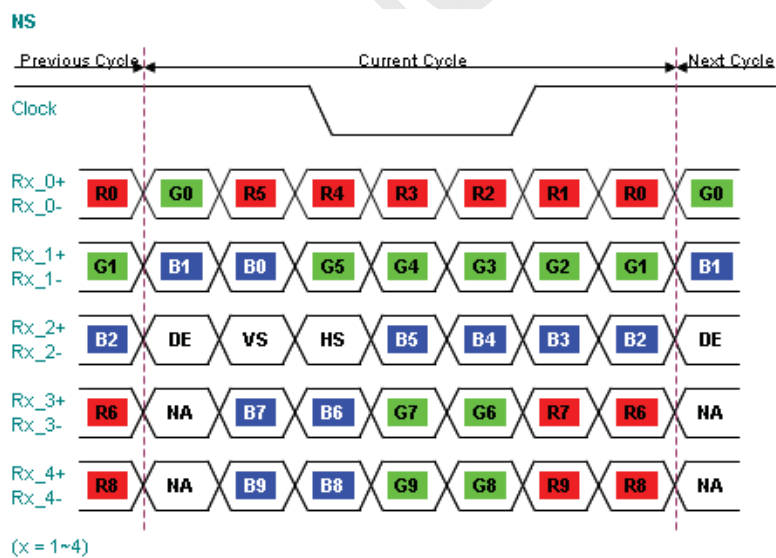 NS
Previous Cycle Current Cycle Next Cycle
Clock
Rx_0+
Rx_0-
R0 G0 R5 R4 R3 R2 R1 R0 G0
Rx_1+
Rx_1-
G1 B1 B0 G5 G4 G3 G2 G1 B1
Rx_2+
Rx_2-
B2 DE VS HS B5 B4 B3 B2 DE
Rx_3+
Rx_3-
R6 NA B7 B6 G7 G6 R7 R6 NA
Rx_4+
Rx_4-
R8 NA B9 B8 G9 G8 R9 R8 NA
(x = 1~4)